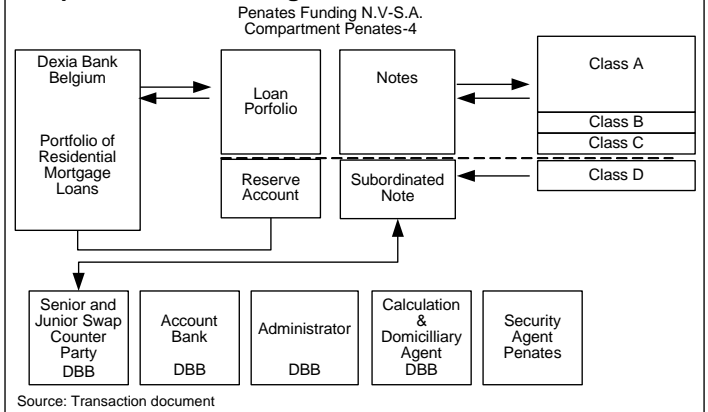 Penates Funding N.V-S.A.
Compartment Penates-4
Dexia Bank
Belgium
Portfolio of
Residential
Mortgage
Loans
Loan
Porfolio
Notes
Class A
Class B
Class C
Reserve
Account
Subordinated
Note
Class D
Senior and
Junior Swap
Counter
Party
DBB
Account
Bank
DBB
Administrator
DBB
Calculation
&
Domicilliary
Agent
DBB
Security
Agent
Penates
Source: Transaction document